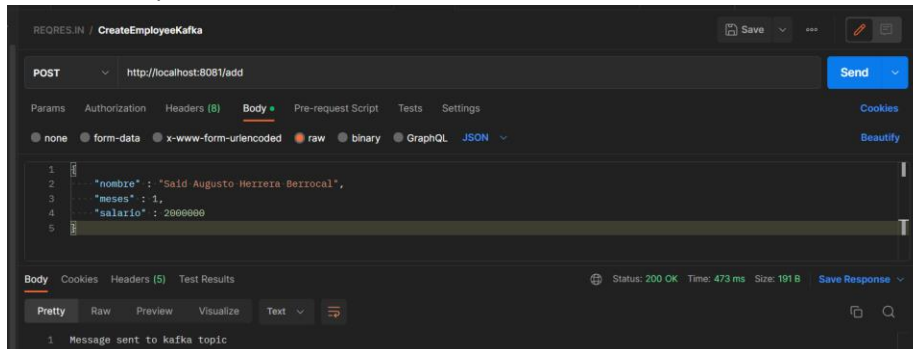 REQRES.IN / CreateEmployeeKafka Save
POST http://localhost:8081/add Send
Params Authorization Headers (8) Body Pre-request Script Tests Settings Cookies
none form-data x-www-form-urlencoded raw binary GraphQL JSON Beautify
1 {
2 "nombre" : "Said Augusto Herrera Berrocal",
3 "meses" : 1,
4 "salario" : 2000000
5 }
Body Cookies Headers (5) Test Results Status: 200 OK Time: 473 ms Size: 191 B Save Response
Pretty Raw Preview Visualize Text
1 Message sent to kafka topic